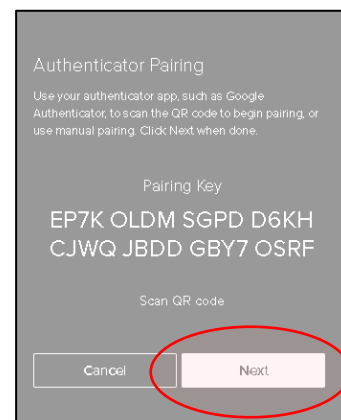 Authenticator Pairing
Use your authenticator app, such as Google
Authenticator, to scan the QR code to begin pairing, or
use manual pairing. Click Next when done.
Pairing Key
EP7K OLDM SGPD D6KH
CJWQ JBDD GBY7 OSRF
Scan QR code
Cancel Next